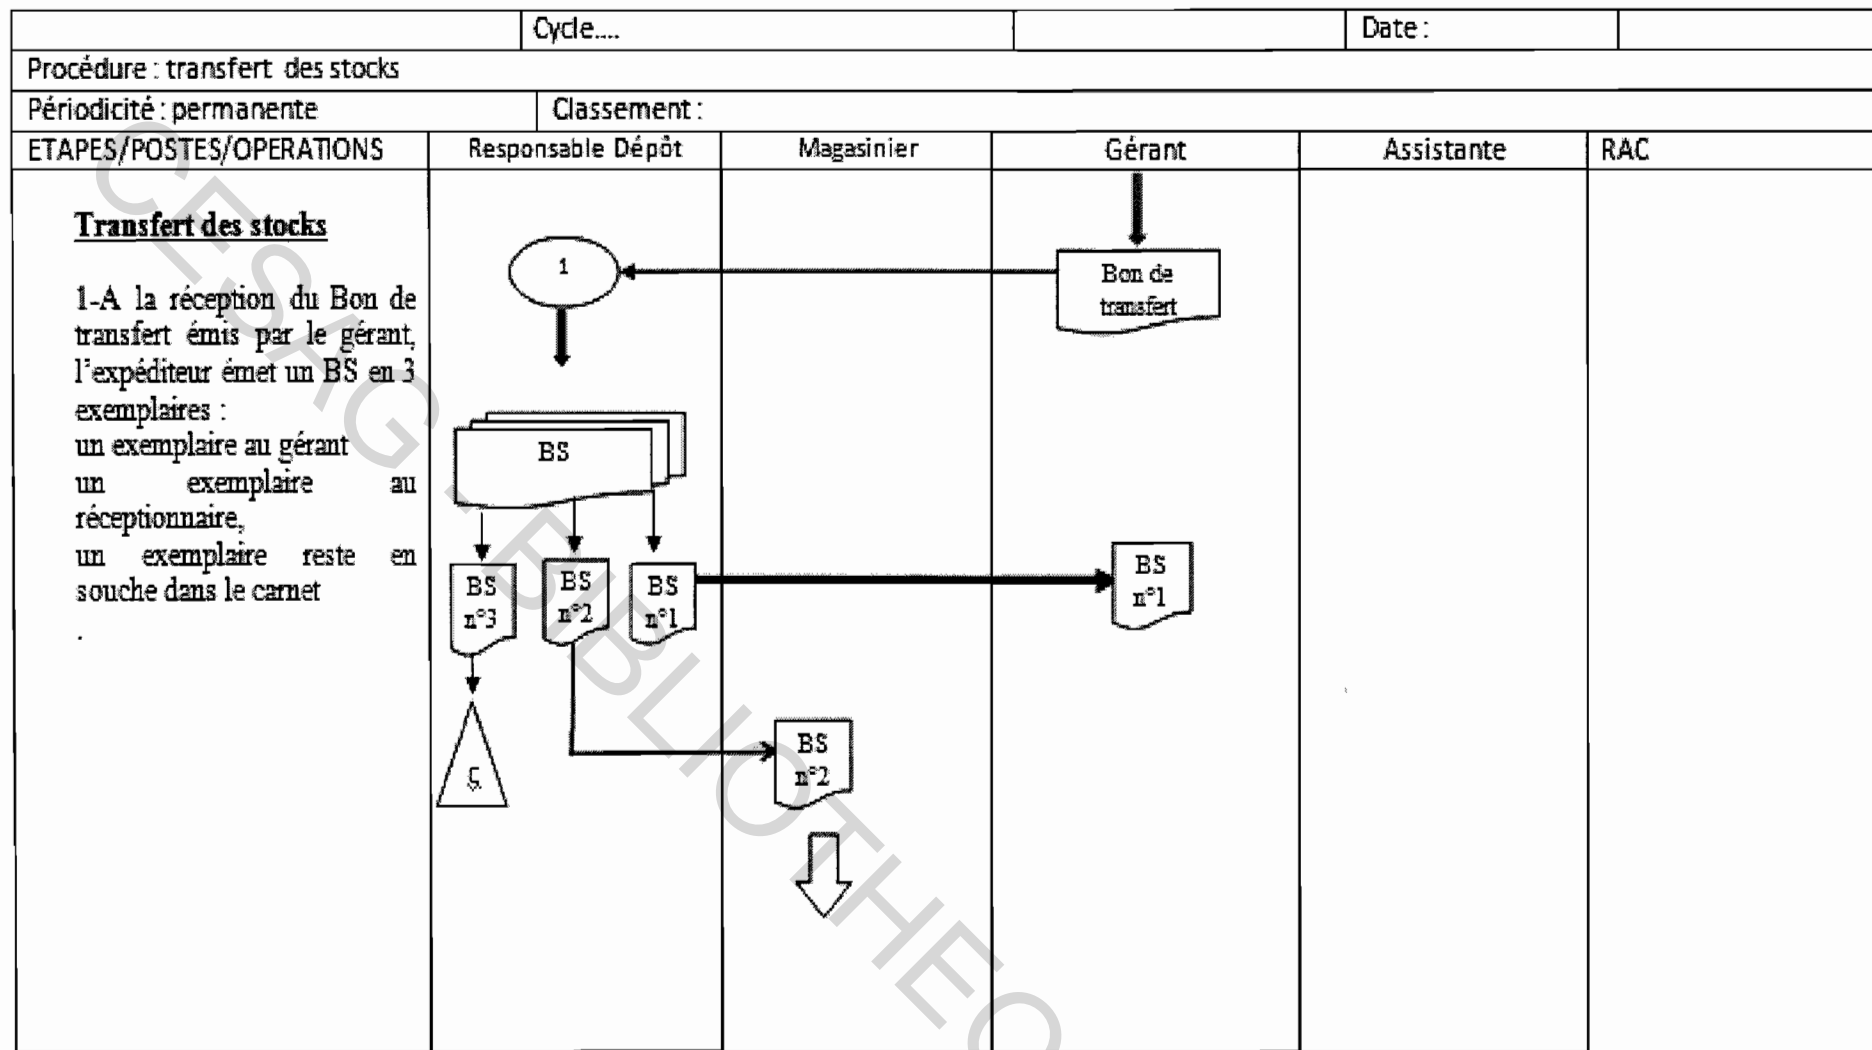 Cycle....
Date :
Procédure : transfert des stocks
Périodicité : permanente
Classement :
ETAPES/POSTES/OPERATIONS
Responsable Dépôt
Magasinier
Gérant
Assistante
RAC
Transfert des stocks
1-A la réception du Bon de
transfert émis par le gérant,
l'expéditeur émet un BS en 3
exemplaires :
un exemplaire au gérant
un exemplaire au
réceptionnaire,
un exemplaire reste en
souche dans le carnet
.
1
Bon de
transfert
BS
BS
n°3
BS
n°2
BS
n°1
BS
n°1
BS
n°2
CESAG - BIBLIOTHEQ